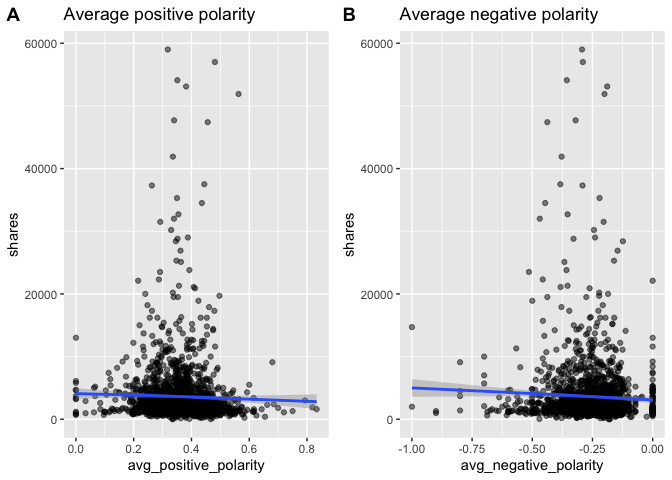 A
Average positive polarity
60000
40000
20000
0
shares
0.0 0.2 0.4 0.6 0.8
avg_positive_polarity
B
Average negative polarity
60000
40000
20000
0
shares
-1.00 -0.75 -0.50 -0.25 0.00
avg_negative_polarity